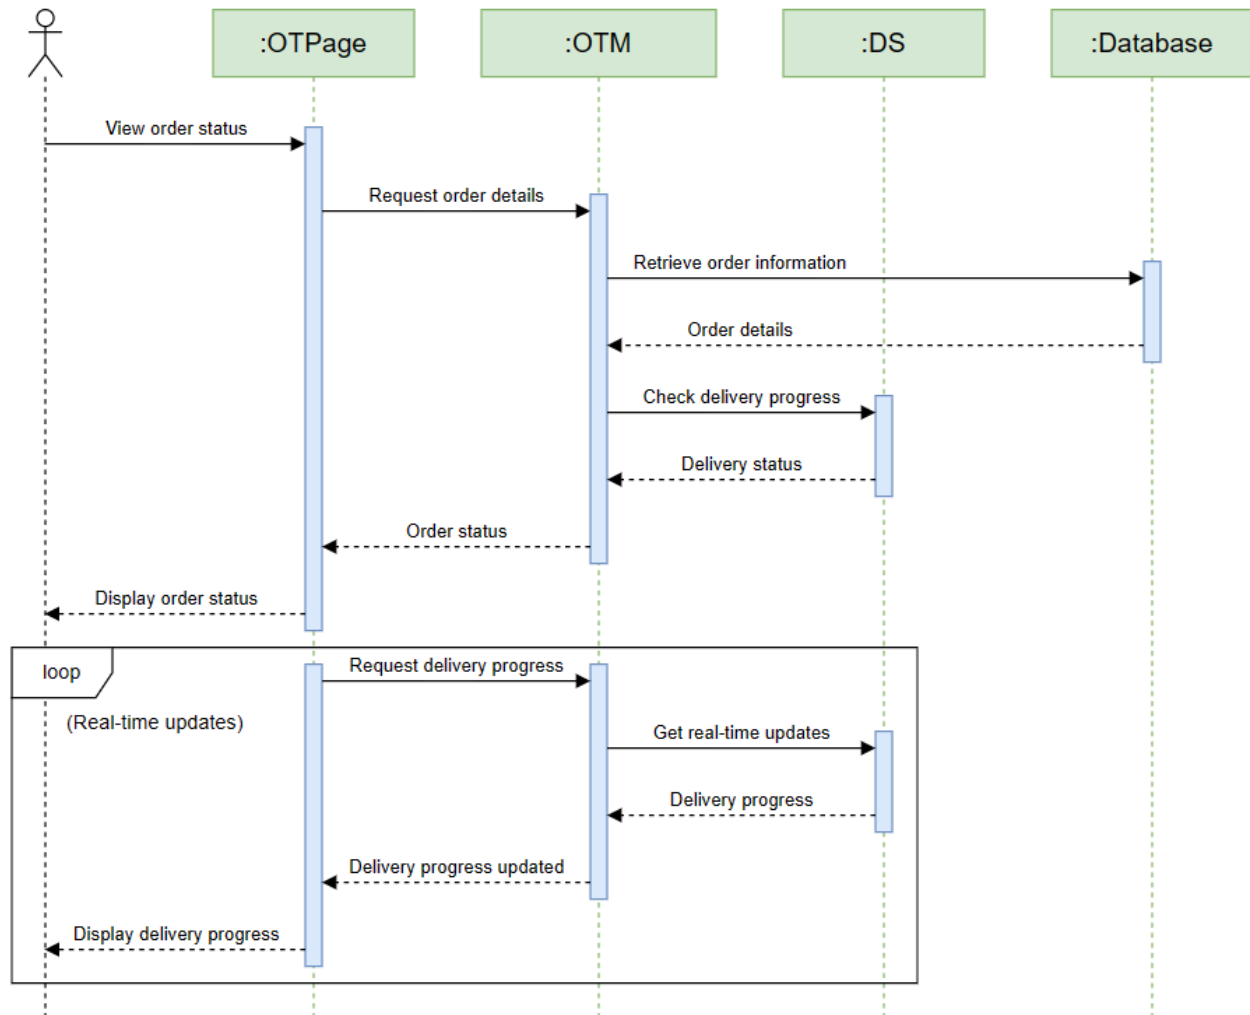 :OTPage
:OTM
:DS
:Database
View order status
Request order details
Retrieve order information
Order details
Check delivery progress
Delivery status
Order status
Display order status
loop
Request delivery progress
(Real-time updates)
Get real-time updates
Delivery progress
Delivery progress updated
Display delivery progress